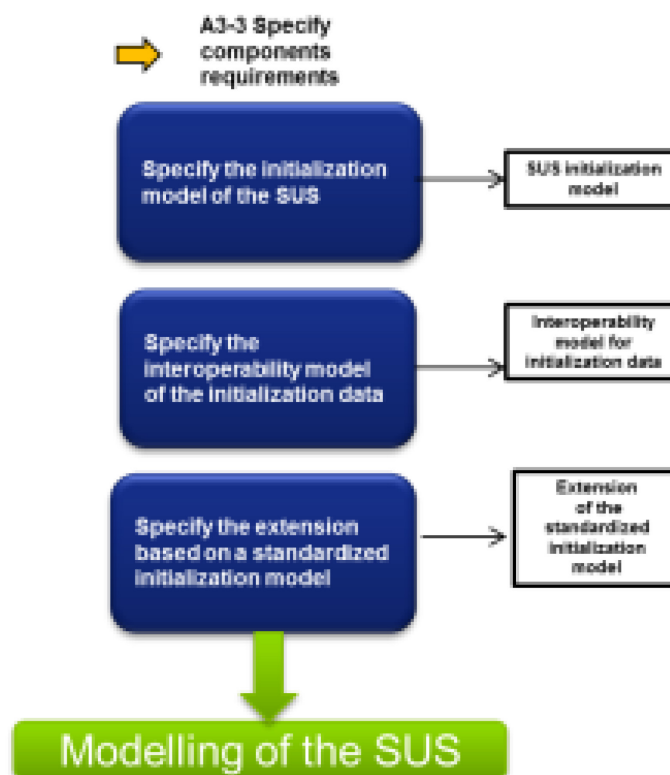 A3-3 Specify
components
requirements
Specify the initialization
model of the SUS
SUS initialization
model
Specify the
interoperability model
of the initialization data
Interoperability
model for
initialization data
Specify the extension
based on a standardized
initialization model
Extension
of the
standardized
initialization
model
Modelling of the SUS